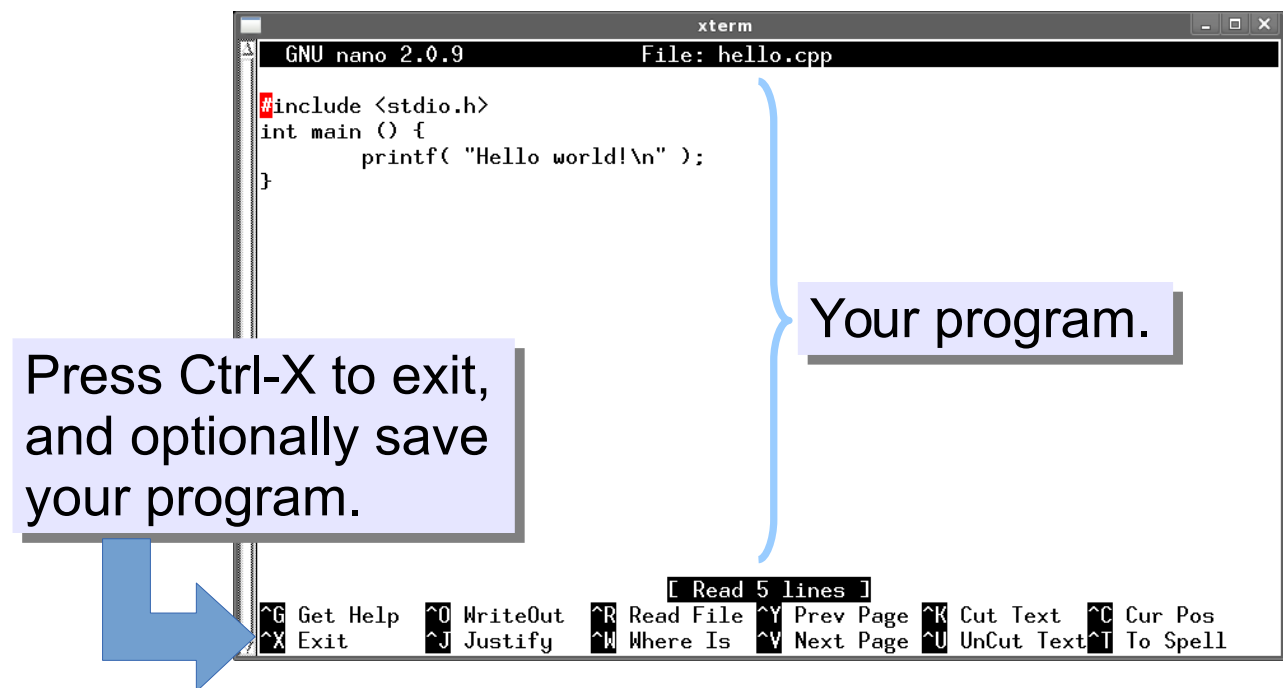 xterm
GNU nano 2.0.9 File: hello.cpp
#include <stdio.h>
int main () {
printf( "Hello world!\n" );
}
Your program.
Press Ctrl-X to exit,
and optionally save
your program.
[ Read 5 lines ]
^G Get Help ^O WriteOut ^R Read File ^Y Prev Page ^K Cut Text ^C Cur Pos
^X Exit ^J Justify ^W Where Is ^V Next Page ^U UnCut Text ^T To Spell